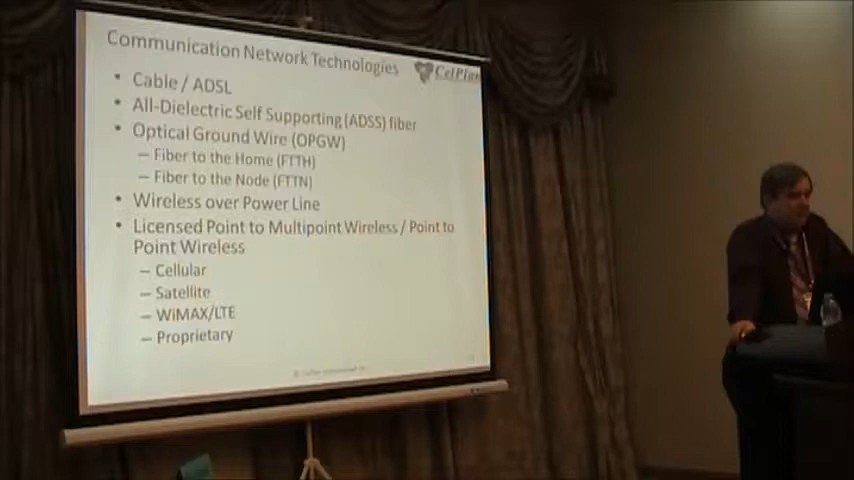 Communication Network Technologies
CelPlan
• Cable / ADSL
• All-Dielectric Self Supporting (ADSS) fiber
• Optical Ground Wire (OPGW)
– Fiber to the Home (FTTH)
– Fiber to the Node (FTTN)
• Wireless over Power Line
• Licensed Point to Multipoint Wireless / Point to
Point Wireless
– Cellular
– Satellite
– WiMAX/LTE
– Proprietary